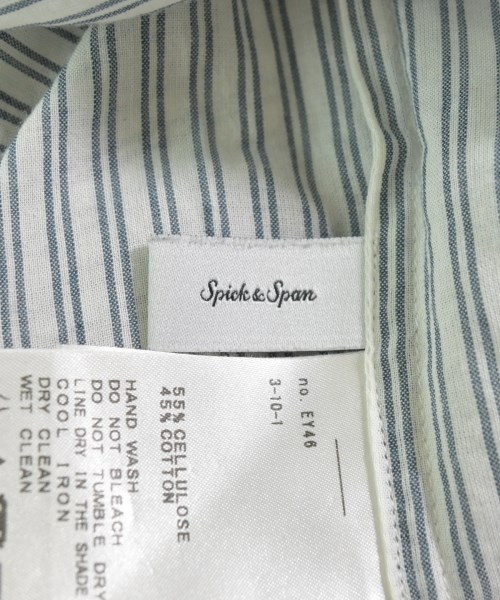 Spick & Span
no. EY46
3-10-1
55% CELLULOSE
45% COTTON
HAND WASH
DO NOT BLEACH
DO NOT TUMBLE DRY
LINE DRY IN THE SHADE
COOL IRON
DRY CLEAN
WET CLEAN